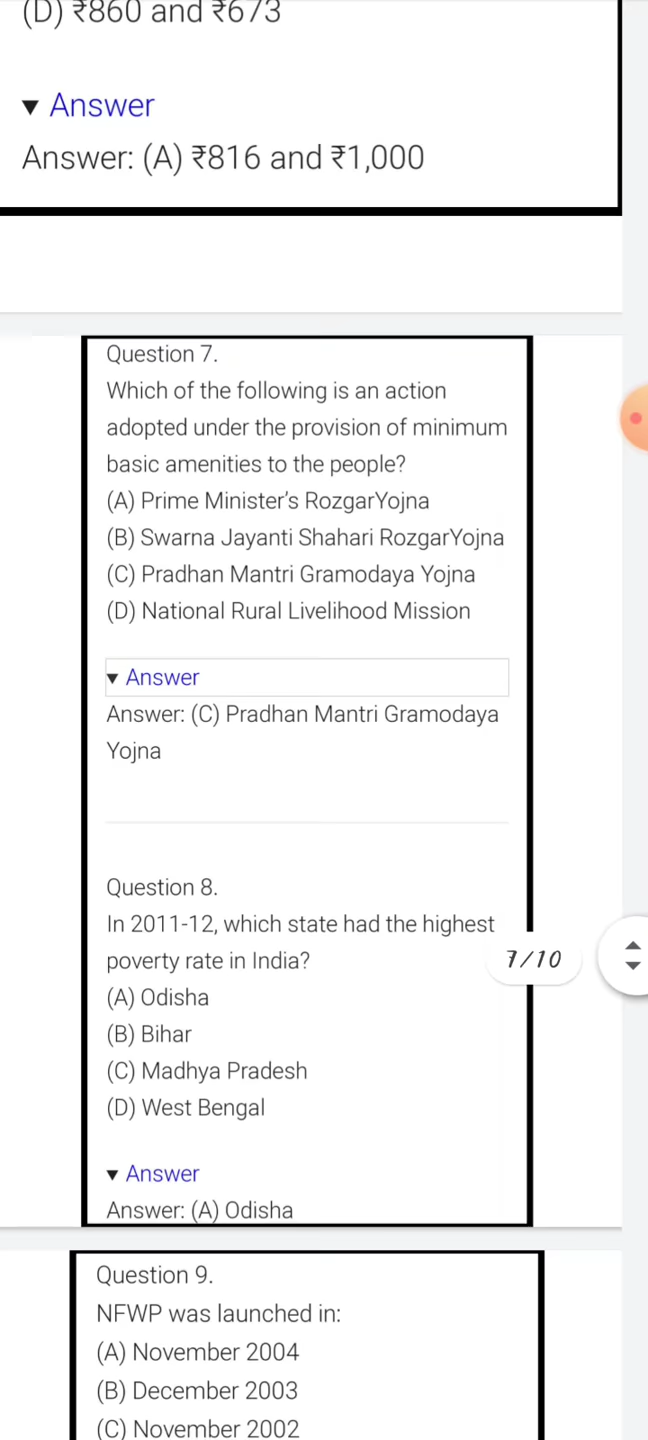 (D) ₹860 and ₹673
▼ Answer
Answer: (A) ₹816 and ₹1,000
Question 7.
Which of the following is an action
adopted under the provision of minimum
basic amenities to the people?
(A) Prime Minister's RozgarYojna
(B) Swarna Jayanti Shahari RozgarYojna
(C) Pradhan Mantri Gramodaya Yojna
(D) National Rural Livelihood Mission
▼ Answer
Answer: (C) Pradhan Mantri Gramodaya
Yojna
Question 8.
In 2011-12, which state had the highest
poverty rate in India?
7/10
(A) Odisha
(B) Bihar
(C) Madhya Pradesh
(D) West Bengal
▼ Answer
Answer: (A) Odisha
Question 9.
NFWP was launched in:
(A) November 2004
(B) December 2003
(C) November 2002